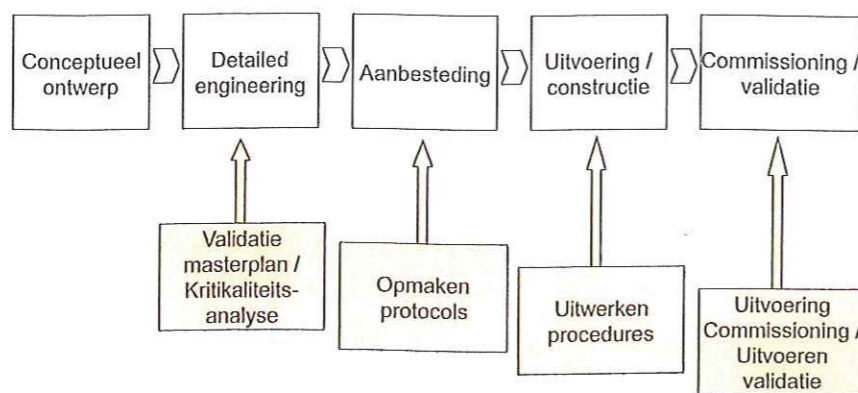 Conceptueel
ontwerp
Detailed
engineering
Aanbesteding
Uitvoering /
constructie
Commissioning /
validatie
Validatie
masterplan /
Kritikaliteits-
analyse
Opmaken
protocols
Uitwerken
procedures
Uitvoering
Commissioning /
Uitvoeren
validatie